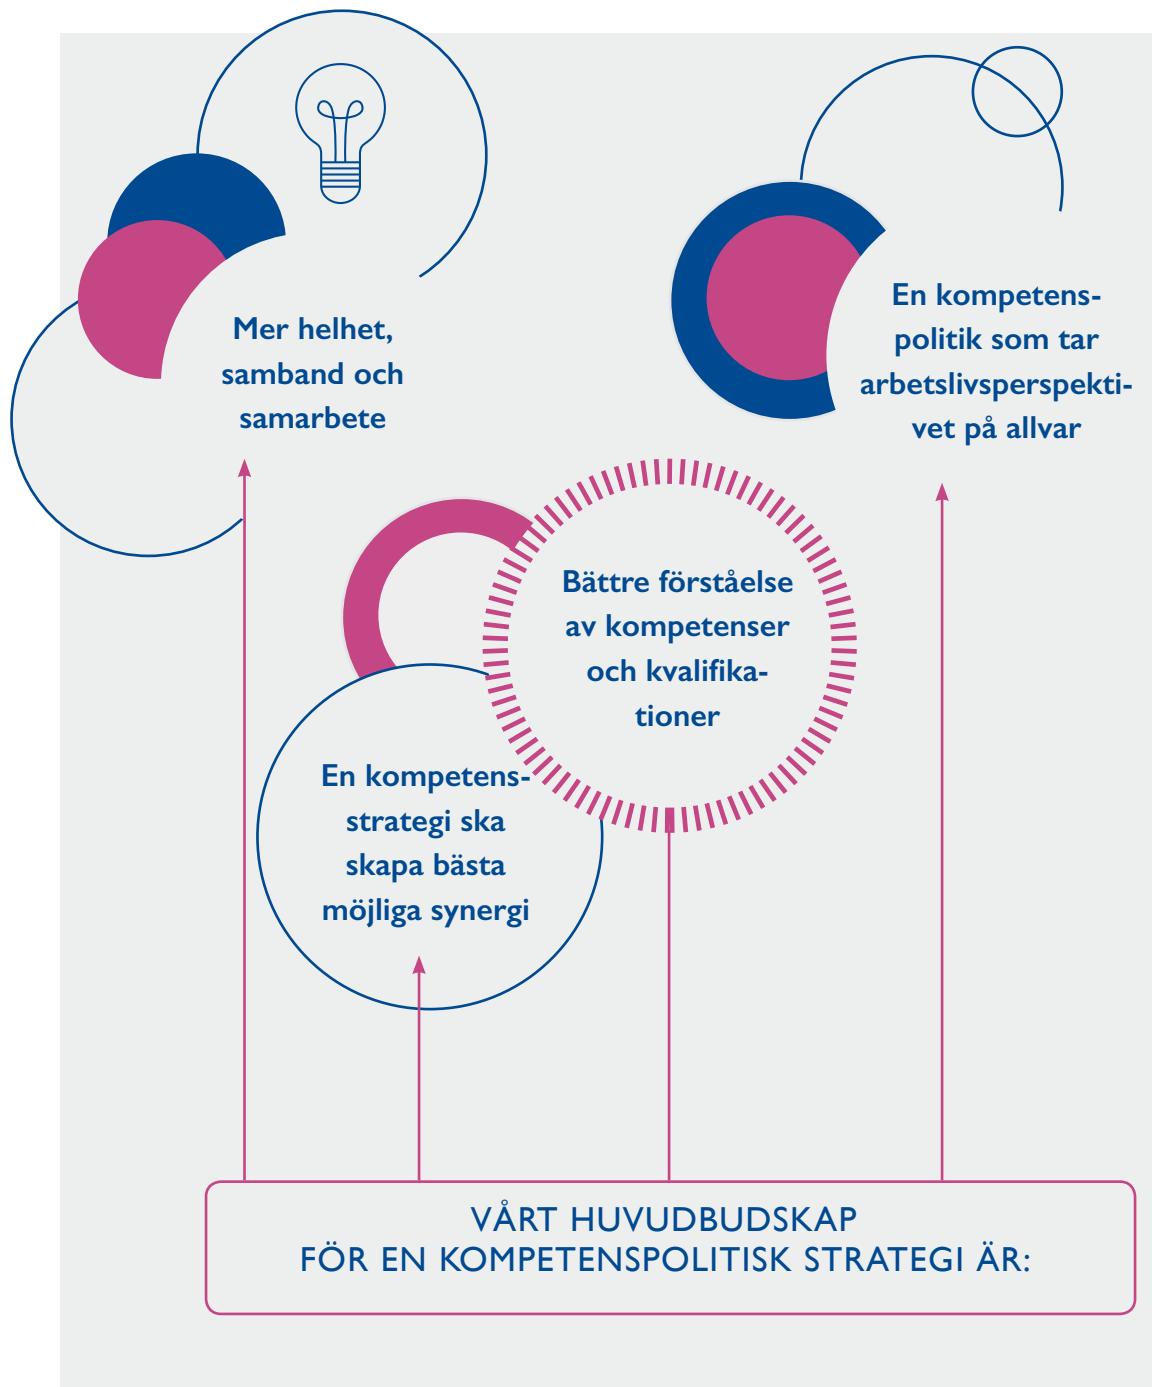 Mer helhet,
samband och
samarbete
En kompetens-
politik som tar
arbetslivsperspekti-
vet på allvar
Bättre förståelse
av kompetenser
och kvalifika-
tioner
En kompetens-
strategi ska
skapa bästa
möjliga synergi
VÅRT HUVUDBUDSKAP
FÖR EN KOMPETENSPOLITISK STRATEGI ÄR: